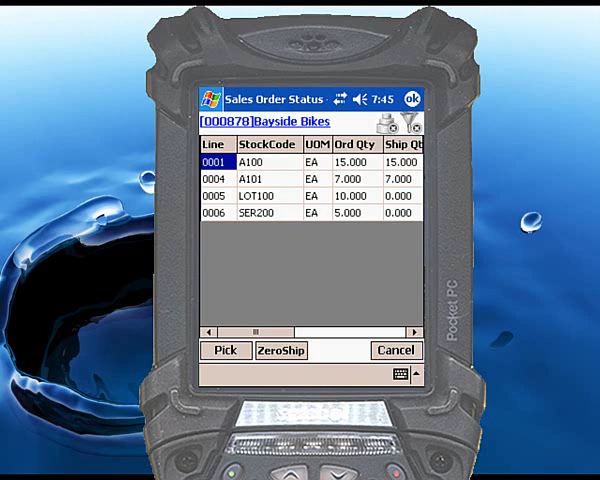 Sales Order Status 7:45 ok
[000878]Bayside Bikes
Line StockCode UOM Ord Qty Ship Qt
0001 A100 EA 15.000 15.000
0004 A101 EA 7.000 7.000
0005 LOT100 EA 10.000 0.000
0006 SER200 EA 5.000 0.000
Pick ZeroShip Cancel
Pocket PC